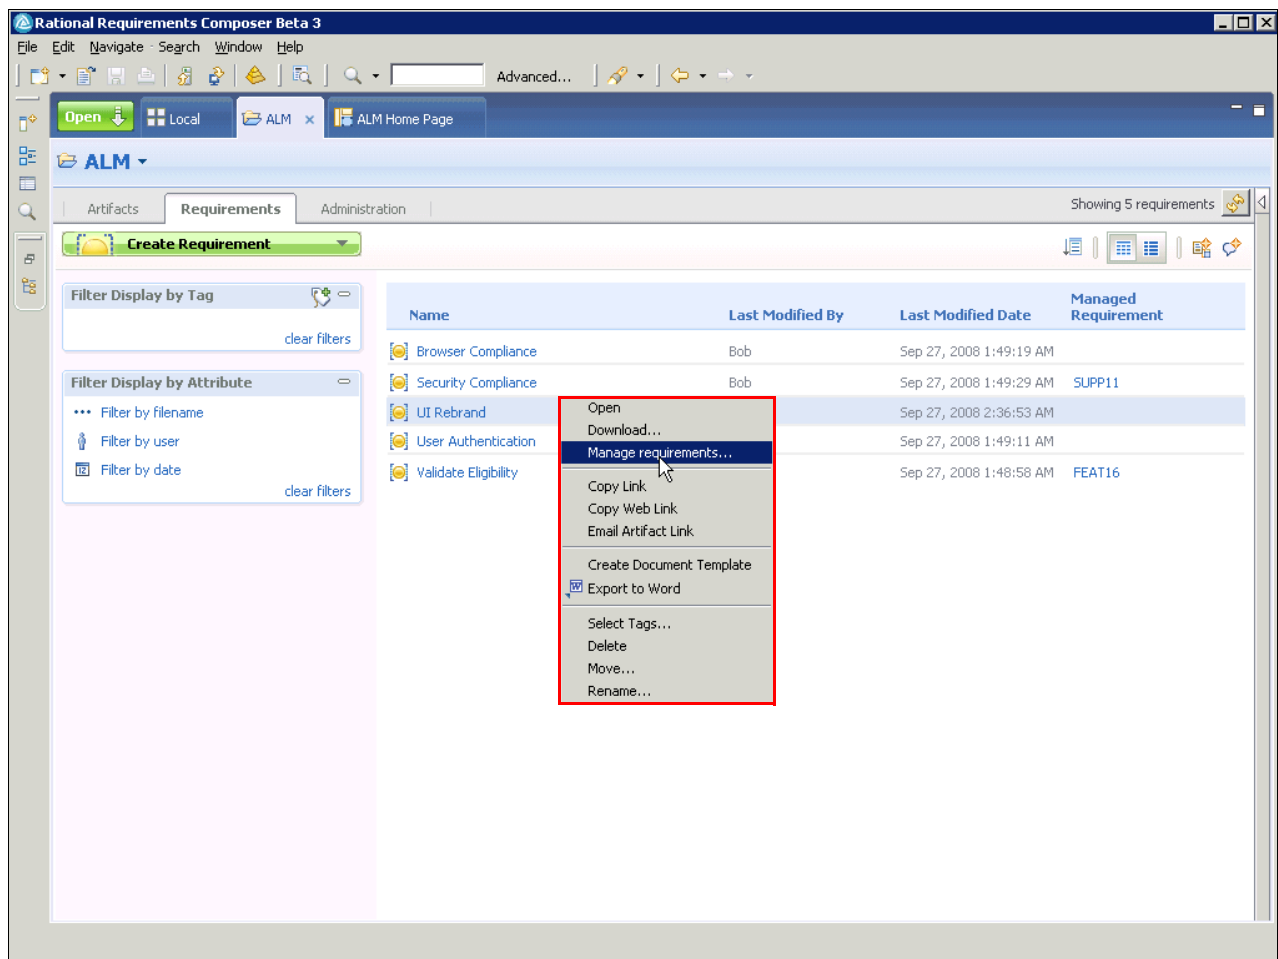 Rational Requirements Composer Beta 3
File Edit Navigate Search Window Help
Advanced...
Open Local ALM ALM Home Page
ALM
Artifacts Requirements Administration Showing 5 requirements
Create Requirement
Filter Display by Tag
clear filters
Filter Display by Attribute
Filter by filename
Filter by user
12 Filter by date
clear filters
Name Last Modified By Last Modified Date Managed Requirement
Browser Compliance Bob Sep 27, 2008 1:49:19 AM
Security Compliance Bob Sep 27, 2008 1:49:29 AM SUPP11
UI Rebrand Sep 27, 2008 2:36:53 AM
User Authentication Sep 27, 2008 1:49:11 AM
Validate Eligibility Sep 27, 2008 1:48:58 AM FEAT16
Open
Download...
Manage requirements...
Copy Link
Copy Web Link
Email Artifact Link
Create Document Template
W Export to Word
Select Tags...
Delete
Move...
Rename...